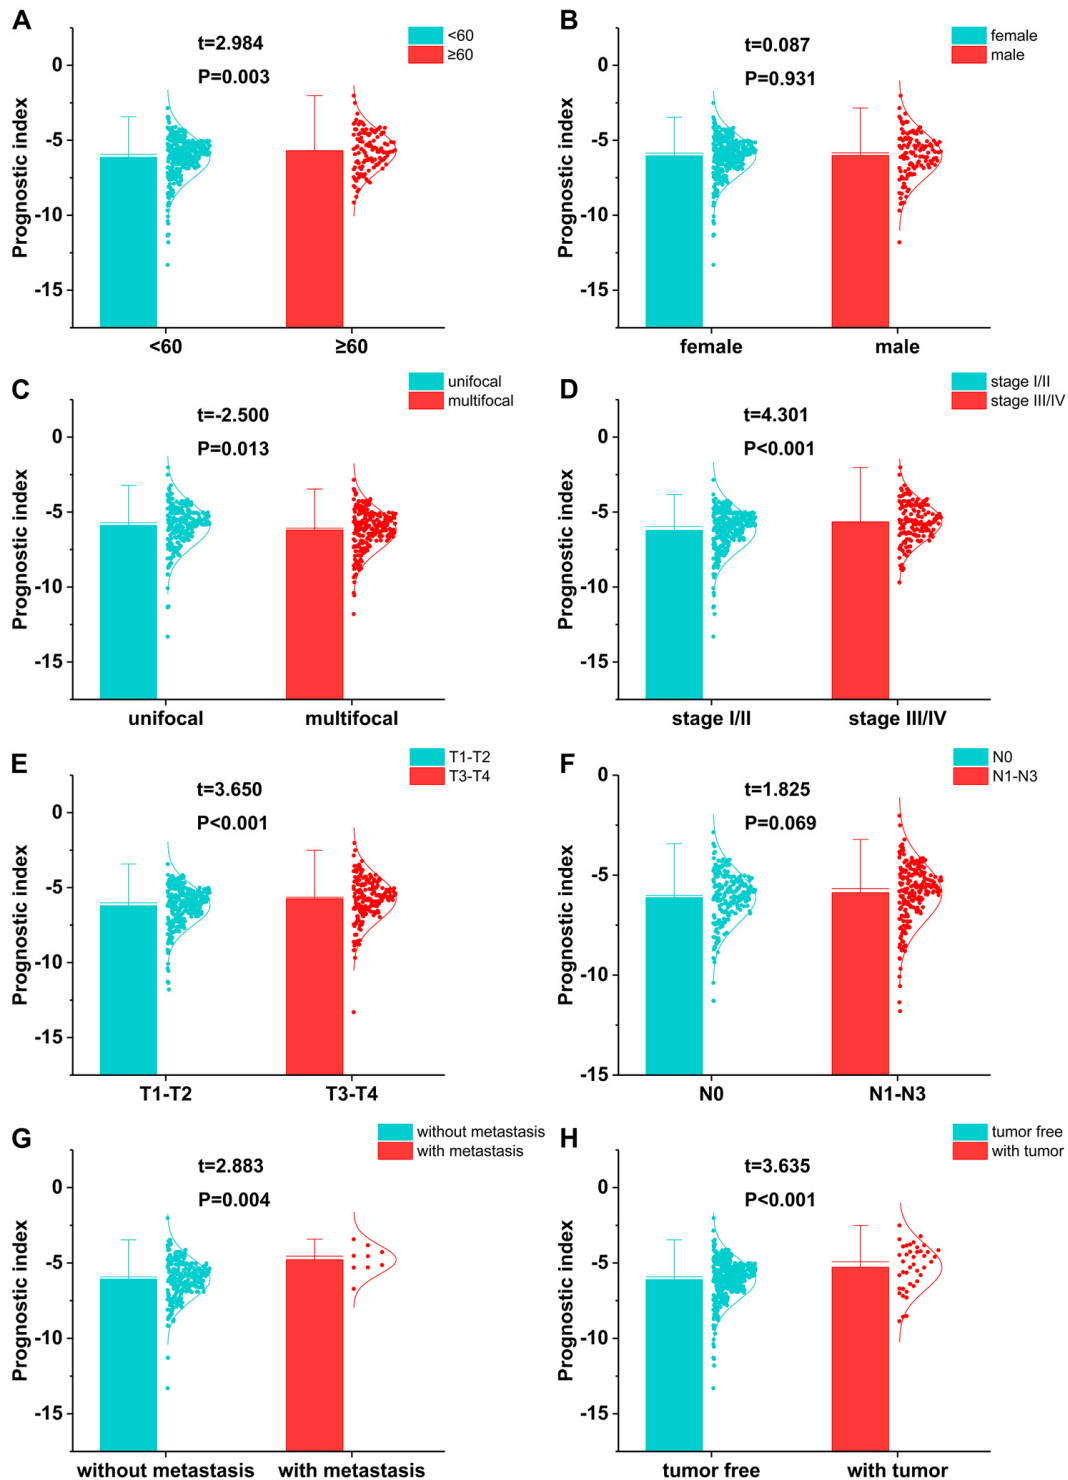 A
t=2.984
P=0.003
<60
≥60
Prognostic index
0
-5
-10
-15
<60
≥60
B
t=0.087
P=0.931
female
male
Prognostic index
0
-5
-10
-15
female
male
C
t=-2.500
P=0.013
unifocal
multifocal
Prognostic index
0
-5
-10
-15
unifocal
multifocal
D
t=4.301
P<0.001
stage I/II
stage III/IV
Prognostic index
0
-5
-10
-15
stage I/II
stage III/IV
E
t=3.650
P<0.001
T1-T2
T3-T4
Prognostic index
0
-5
-10
-15
T1-T2
T3-T4
F
t=1.825
P=0.069
N0
N1-N3
Prognostic index
0
-5
-10
-15
N0
N1-N3
G
t=2.883
P=0.004
without metastasis
with metastasis
Prognostic index
0
-5
-10
-15
without metastasis
with metastasis
H
t=3.635
P<0.001
tumor free
with tumor
Prognostic index
0
-5
-10
-15
tumor free
with tumor